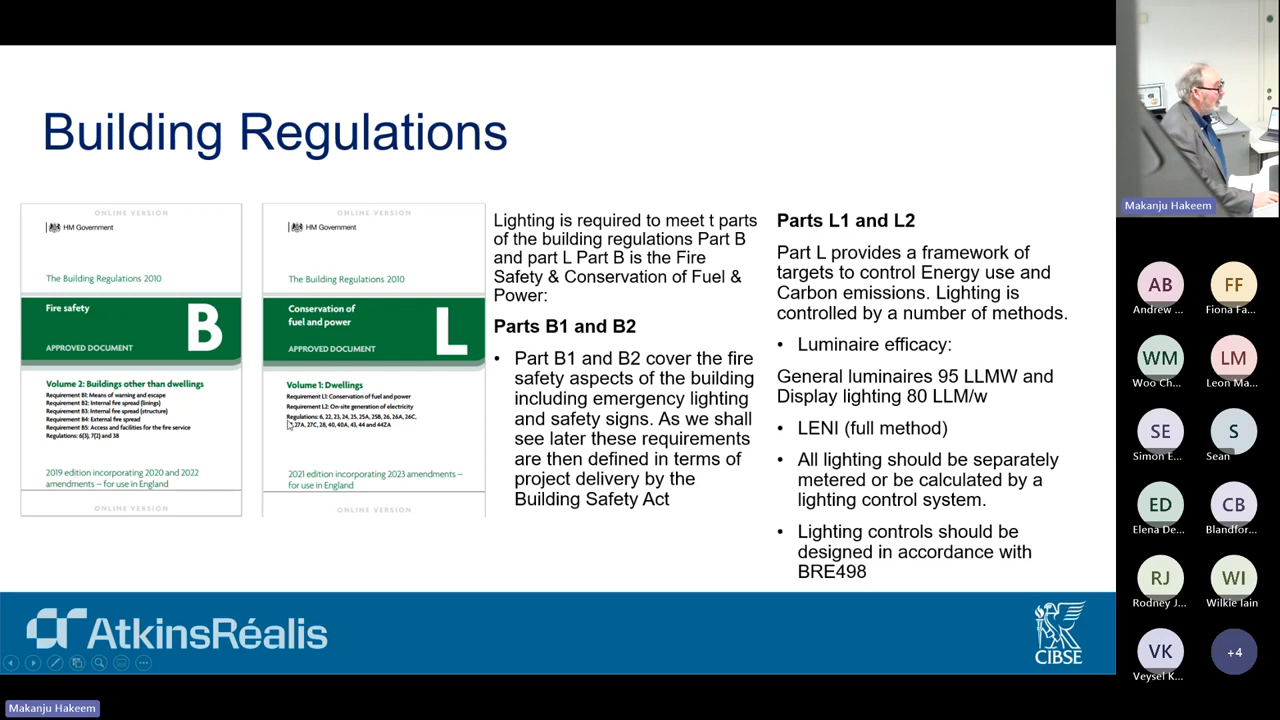 Building Regulations
ONLINE VERSION
HM Government
The Building Regulations 2010
Fire safety
B
APPROVED DOCUMENT
Volume 2: Buildings other than dwellings
Requirement B1: Means of warning and escape
Requirement B2: Internal fire spread (linings)
Requirement B3: Internal fire spread (structure)
Requirement B4: External fire spread
Requirement B5: Access and facilities for the fire service
Regulations: 6(3), 7(2) and 38
2019 edition incorporating 2020 and 2022
amendments – for use in England
ONLINE VERSION
ONLINE VERSION
HM Government
The Building Regulations 2010
Conservation of
fuel and power
L
APPROVED DOCUMENT
Volume 1: Dwellings
Requirement L1: Conservation of fuel and power
Requirement L2: On-site generation of electricity
Regulations: 6, 22, 23, 24, 25, 25A, 25B, 26, 26A, 26C,
27A, 27C, 28, 40, 40A, 43, 44 and 44ZA
2021 edition incorporating 2023 amendments –
for use in England
ONLINE VERSION
Lighting is required to meet t parts
of the building regulations Part B
and part L Part B is the Fire
Safety & Conservation of Fuel &
Power:
Parts B1 and B2
• Part B1 and B2 cover the fire
safety aspects of the building
including emergency lighting
and safety signs. As we shall
see later these requirements
are then defined in terms of
project delivery by the
Building Safety Act
Parts L1 and L2
Part L provides a framework of
targets to control Energy use and
Carbon emissions. Lighting is
controlled by a number of methods.
• Luminaire efficacy:
General luminaires 95 LLMW and
Display lighting 80 LLM/w
• LENI (full method)
• All lighting should be separately
metered or be calculated by a
lighting control system.
• Lighting controls should be
designed in accordance with
BRE498
AtkinsRéalis
CIBSE
Makanju Hakeem
AB
Andrew ...
FF
Fiona Fa...
WM
Woo Ch...
LM
Leon Ma...
SE
Simon E...
S
Sean
ED
Elena De...
CB
Blandfor...
RJ
Rodney J...
WI
Wilkie Iain
VK
Veysel K...
+4
Makanju Hakeem